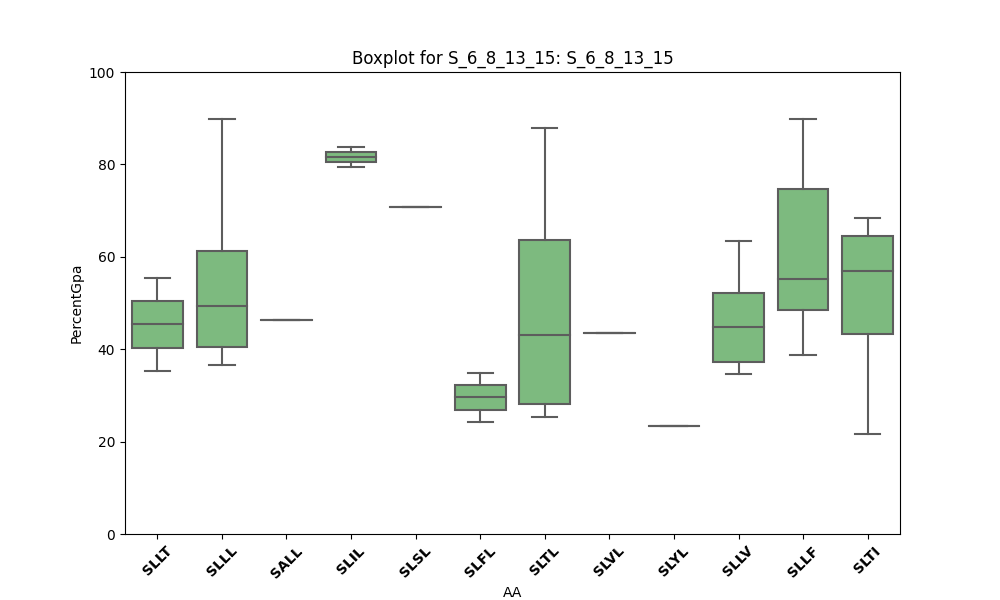 Boxplot for S_6_8_13_15: S_6_8_13_15
100
80
60
40
20
0
PercentGpa
SLLT
SLLL
SALL
SLIL
SLSL
SLFL
SLTL
SLVL
SLYL
SLLV
SLLF
SLTI
AA